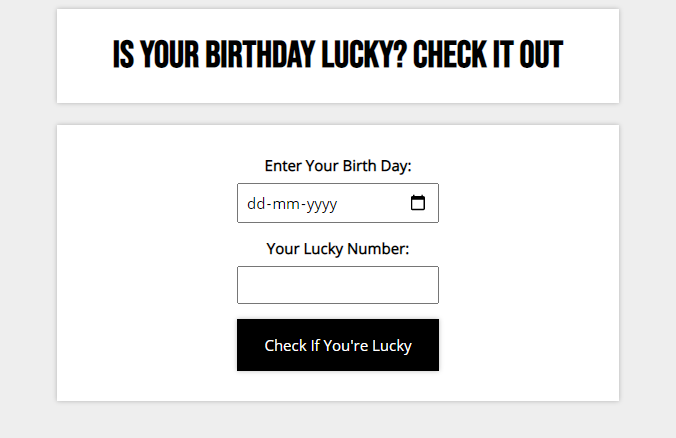 IS YOUR BIRTHDAY LUCKY? CHECK IT OUT
Enter Your Birth Day:
dd-mm-yyyy
Your Lucky Number:
Check If You're Lucky